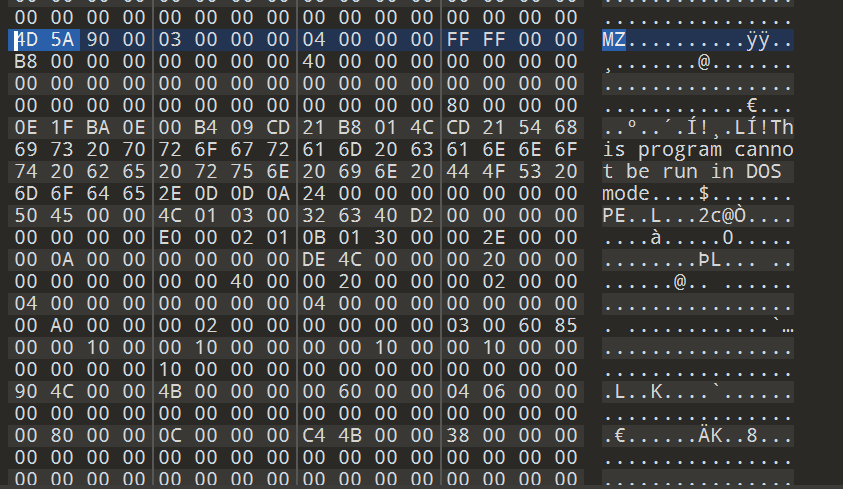 00 00 00 00 00 00 00 00 00 00 00 00 00 00 00 00 ................
4D 5A 90 00 03 00 00 00 04 00 00 00 FF FF 00 00 MZ..........ÿÿ..
B8 00 00 00 00 00 00 00 40 00 00 00 00 00 00 00 ¸.......@.......
00 00 00 00 00 00 00 00 00 00 00 00 00 00 00 00 ................
00 00 00 00 00 00 00 00 00 00 00 00 80 00 00 00 ............€...
0E 1F BA 0E 00 B4 09 CD 21 B8 01 4C CD 21 54 68 ..º..´.Í!¸.LÍ!Th
69 73 20 70 72 6F 67 72 61 6D 20 63 61 6E 6E 6F is program canno
74 20 62 65 20 72 75 6E 20 69 6E 20 44 4F 53 20 t be run in DOS
6D 6F 64 65 2E 0D 0D 0A 24 00 00 00 00 00 00 00 mode....$.......
50 45 00 00 4C 01 03 00 32 63 40 D2 00 00 00 00 PE..L...2c@Ò....
00 00 00 00 E0 00 02 01 0B 01 30 00 00 2E 00 00 ....à.....0.....
00 0A 00 00 00 00 00 00 DE 4C 00 00 00 20 00 00 ........ÞL... ..
00 00 00 00 00 00 40 00 00 20 00 00 00 02 00 00 ......@.. ......
04 00 00 00 00 00 00 00 04 00 00 00 00 00 00 00 ................
00 A0 00 00 00 02 00 00 00 00 00 00 03 00 60 85 . ............`…
00 00 10 00 00 10 00 00 00 00 10 00 00 10 00 00 ................
00 00 00 00 10 00 00 00 00 00 00 00 00 00 00 00 ................
90 4C 00 00 4B 00 00 00 00 60 00 00 04 06 00 00 .L..K....`......
00 00 00 00 00 00 00 00 00 00 00 00 00 00 00 00 ................
00 80 00 00 0C 00 00 00 C4 4B 00 00 38 00 00 00 .€......ÄK..8...
00 00 00 00 00 00 00 00 00 00 00 00 00 00 00 00 ................
00 00 00 00 00 00 00 00 00 00 00 00 00 00 00 00 ................